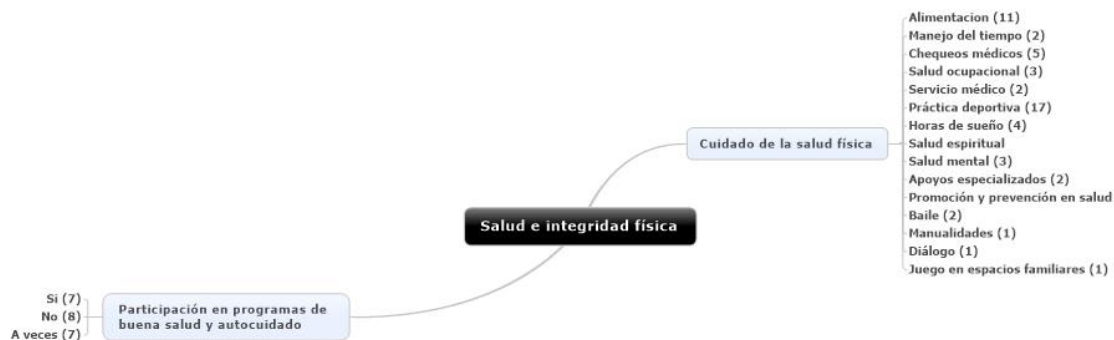 Salud e integridad física
Cuidado de la salud física
Alimentacion (11)
Manejo del tiempo (2)
Chequeos médicos (5)
Salud ocupacional (3)
Servicio médico (2)
Práctica deportiva (17)
Horas de sueño (4)
Salud espiritual
Salud mental (3)
Apoyos especializados (2)
Promoción y prevención en salud
Baile (2)
Manualidades (1)
Diálogo (1)
Juego en espacios familiares (1)
Participación en programas de
buena salud y autocuidado
Si (7)
No (8)
A veces (7)